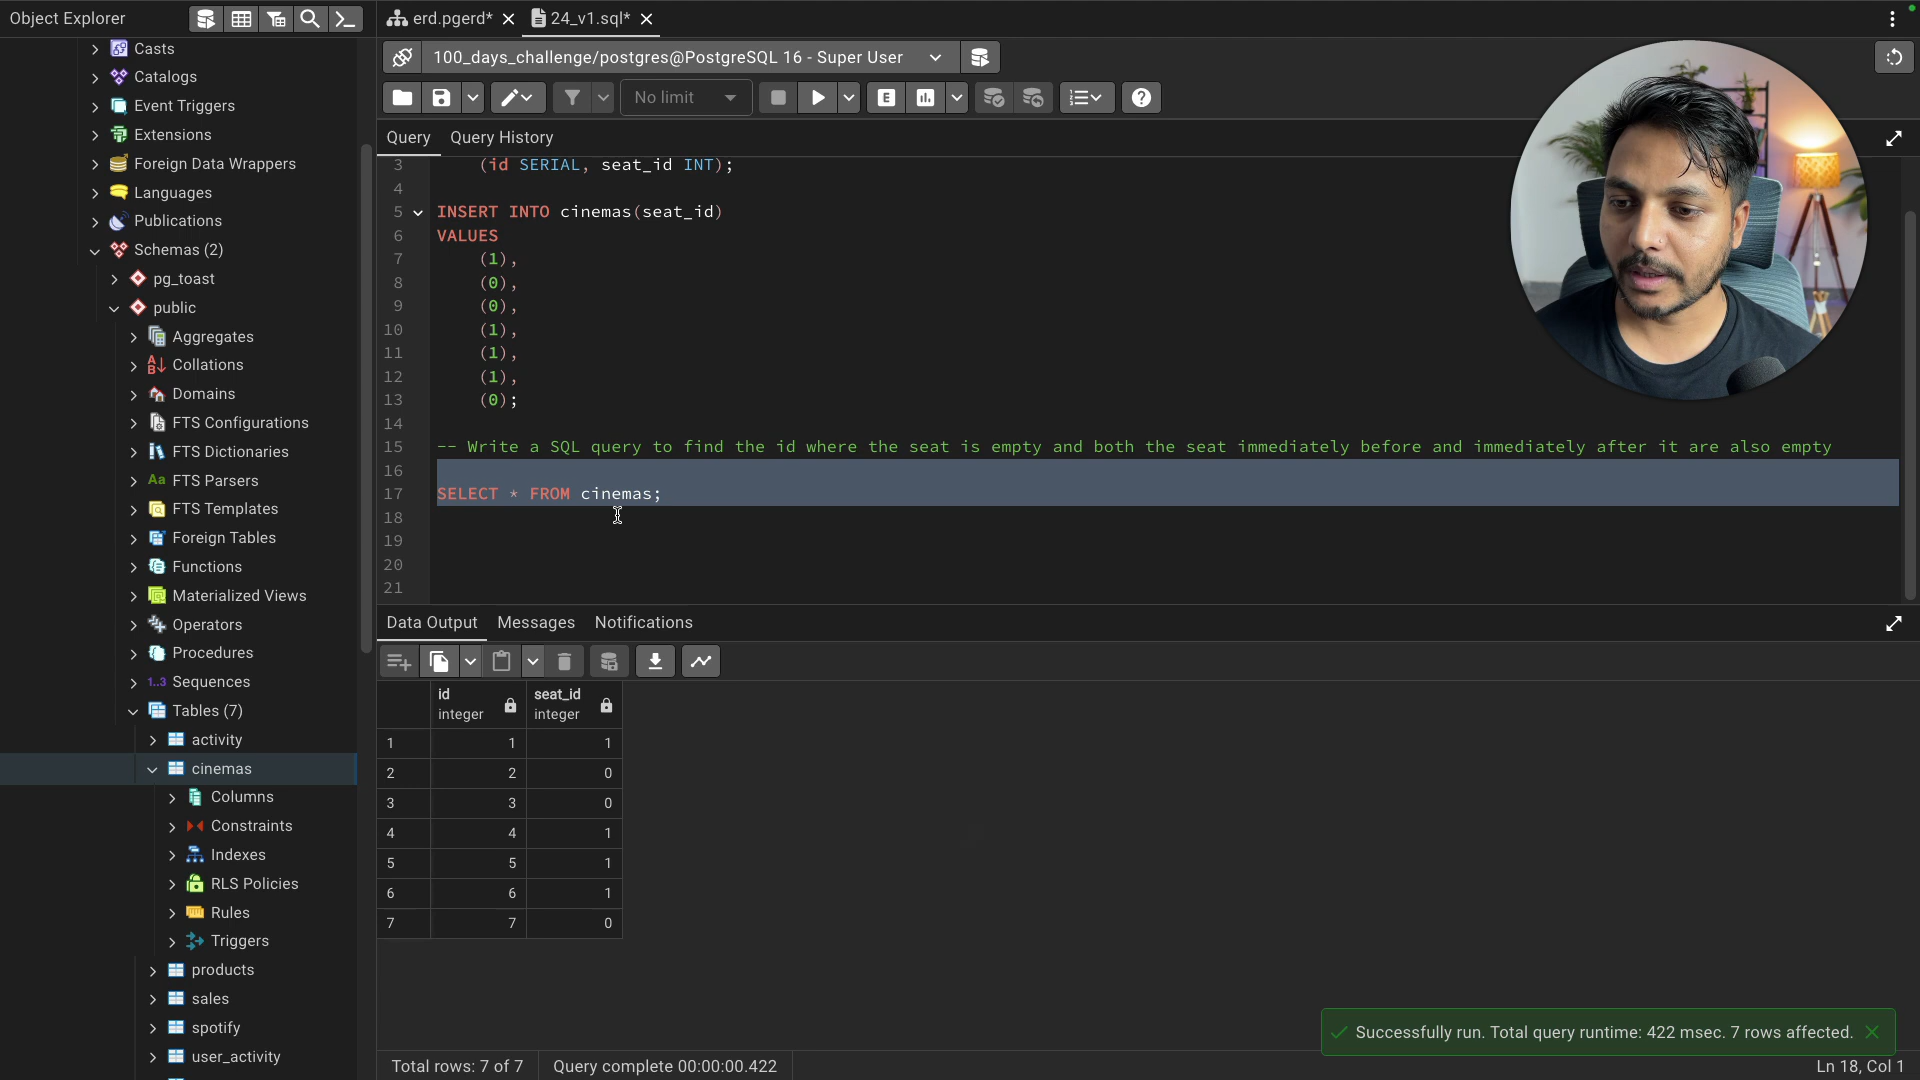 Object Explorer
erd.pgerd*
24_v1.sql*
100_days_challenge/postgres@PostgreSQL 16 - Super User
No limit
E
Query
Query History
Casts
Catalogs
Event Triggers
Extensions
Foreign Data Wrappers
Languages
Publications
Schemas (2)
pg_toast
public
Aggregates
Collations
Domains
FTS Configurations
FTS Dictionaries
Aa FTS Parsers
FTS Templates
Foreign Tables
Functions
Materialized Views
Operators
Procedures
1..3 Sequences
Tables (7)
activity
cinemas
Columns
Constraints
Indexes
RLS Policies
Rules
Triggers
products
sales
spotify
user_activity
3 (id SERIAL, seat_id INT);
4
5 INSERT INTO cinemas(seat_id)
6 VALUES
7 (1),
8 (0),
9 (0),
10 (1),
11 (1),
12 (1),
13 (0);
14
15 -- Write a SQL query to find the id where the seat is empty and both the seat immediately before and immediately after it are also empty
16
17 SELECT * FROM cinemas;
18
19
20
21
Data Output
Messages
Notifications
id integer
seat_id integer
1 1 1
2 2 0
3 3 0
4 4 1
5 5 1
6 6 1
7 7 0
Successfully run. Total query runtime: 422 msec. 7 rows affected.
Total rows: 7 of 7
Query complete 00:00:00.422
Ln 18, Col 1